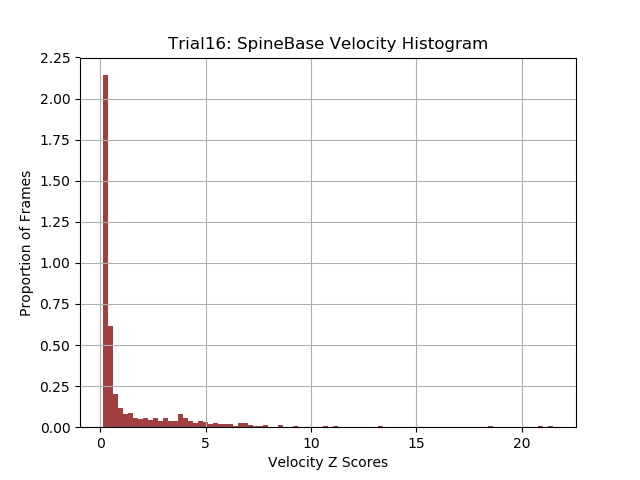 Trial16: SpineBase Velocity Histogram
Proportion of Frames
2.25
2.00
1.75
1.50
1.25
1.00
0.75
0.50
0.25
0.00
0 5 10 15 20
Velocity Z Scores